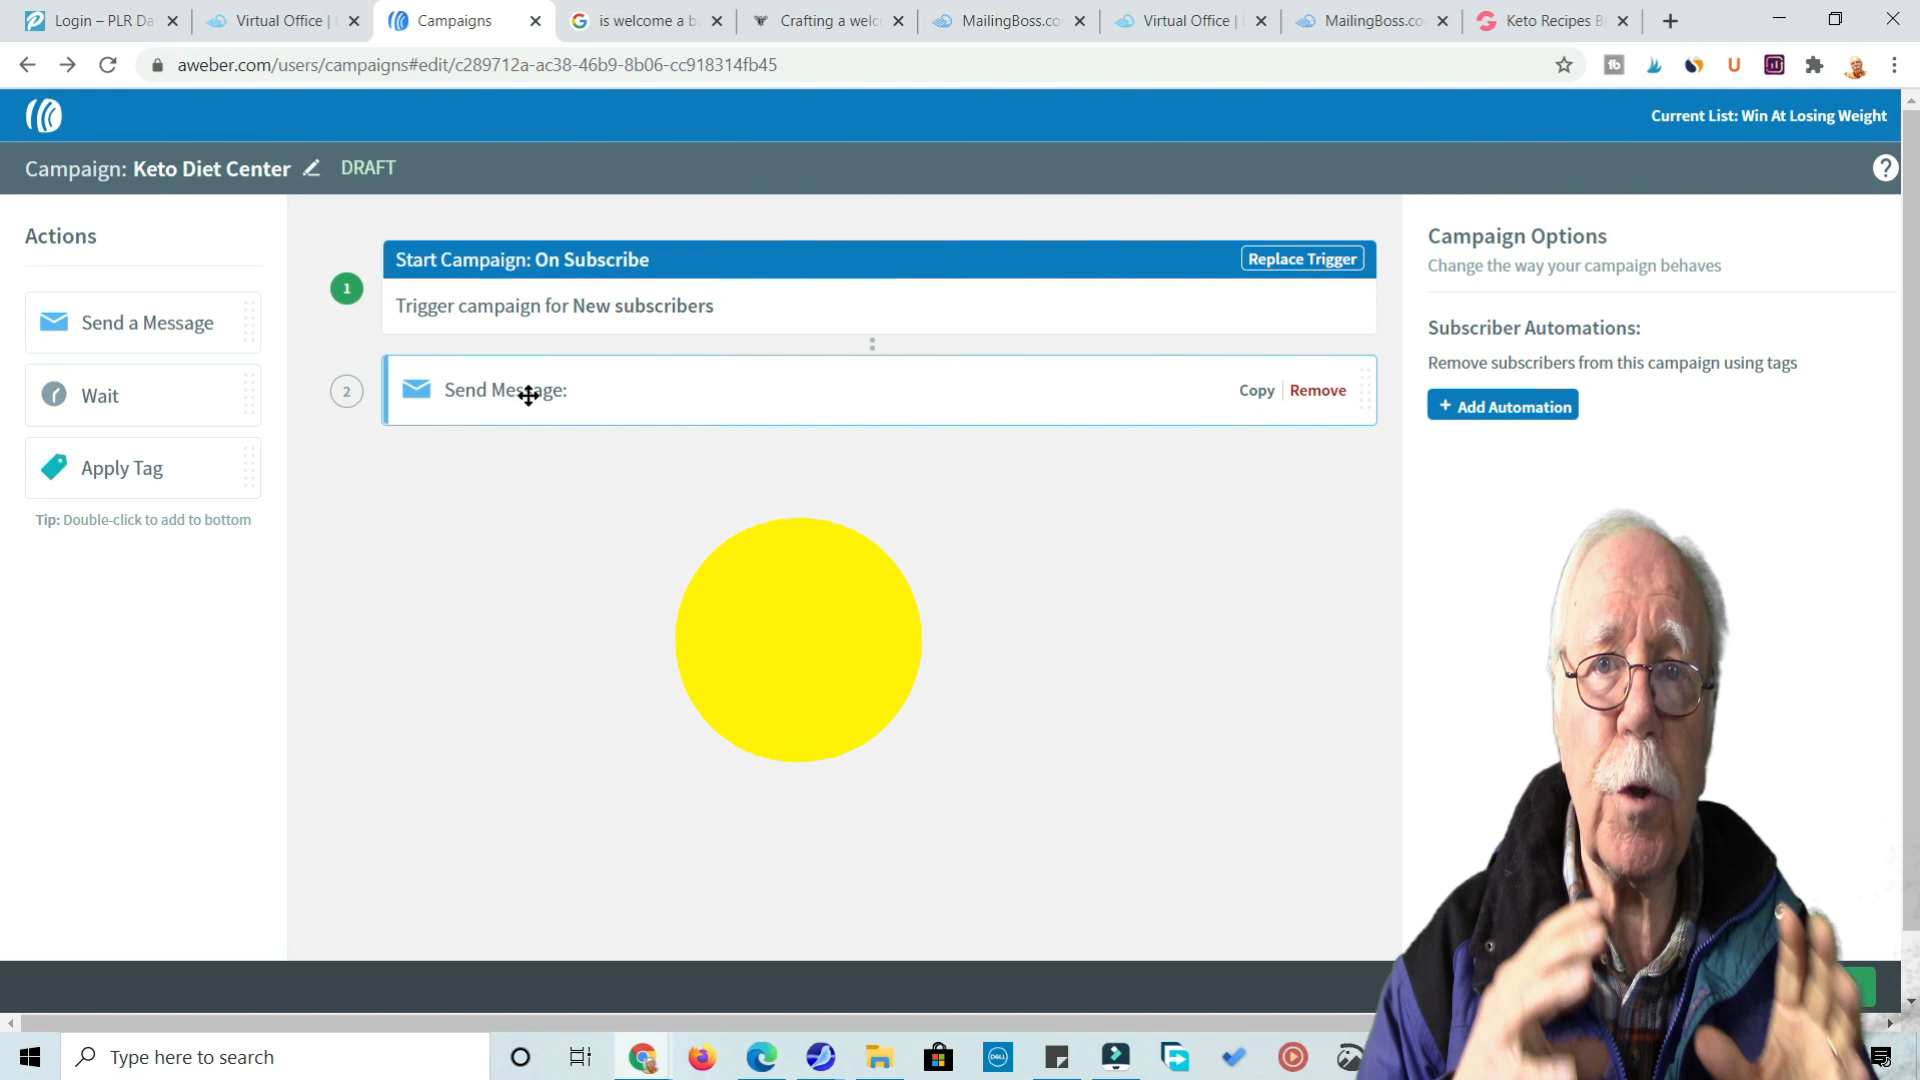 Login – PLR Da
Virtual Office |
Campaigns
is welcome a b
Crafting a welc
MailingBoss.co
Virtual Office |
MailingBoss.co
Keto Recipes B
aweber.com/users/campaigns#edit/c289712a-ac38-46b9-8b06-cc918314fb45
Current List: Win At Losing Weight
Campaign: Keto Diet Center
DRAFT
?
Actions
Send a Message
Wait
Apply Tag
Tip: Double-click to add to bottom
1
Start Campaign: On Subscribe
Replace Trigger
Trigger campaign for New subscribers
2
Send Message:
Copy
Remove
Campaign Options
Change the way your campaign behaves
Subscriber Automations:
Remove subscribers from this campaign using tags
+ Add Automation
Type here to search
DELL